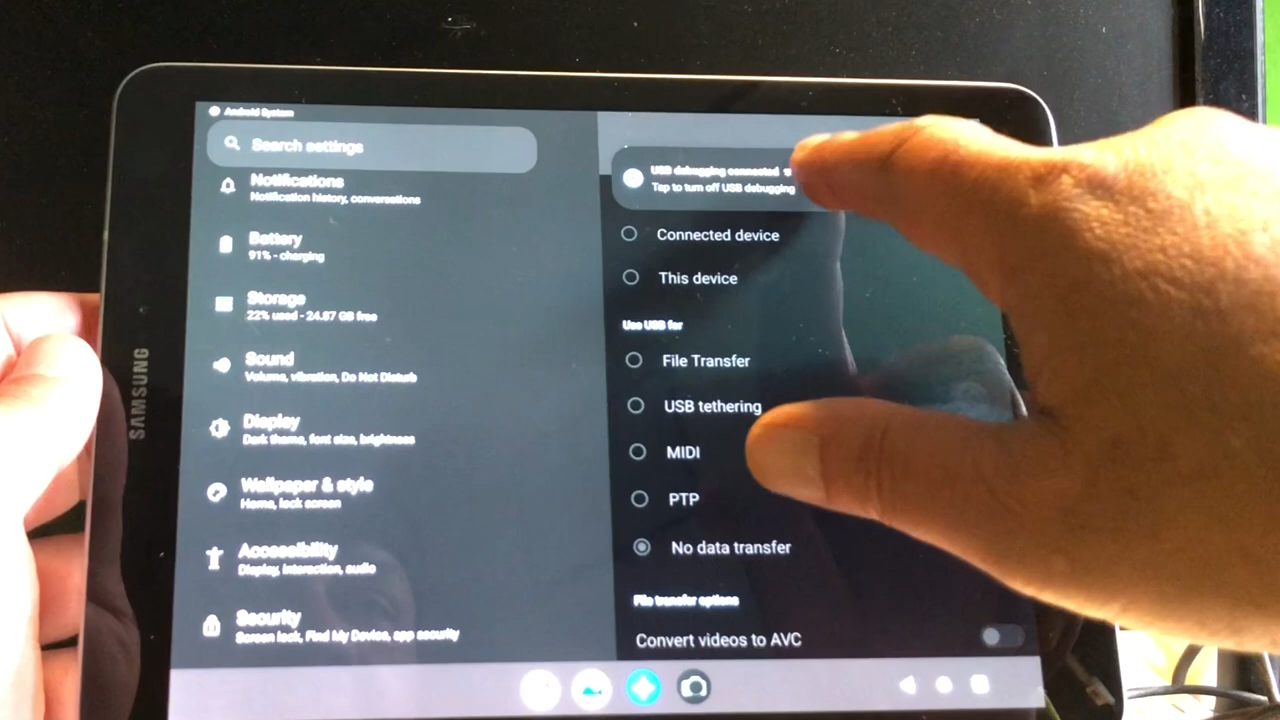 Android System
Search settings
Notifications
Notification history, conversations
Battery
91% - charging
Storage
22% used - 24.87 GB free
Sound
Volume, vibration, Do Not Disturb
Display
Dark theme, font size, brightness
Wallpaper & style
Home, lock screen
Accessibility
Display, interaction, audio
Security
Screen lock, Find My Device, app security
USB debugging connected
Tap to turn off USB debugging
Connected device
This device
Use USB for
File Transfer
USB tethering
MIDI
PTP
No data transfer
File transfer options
Convert videos to AVC
SAMSUNG